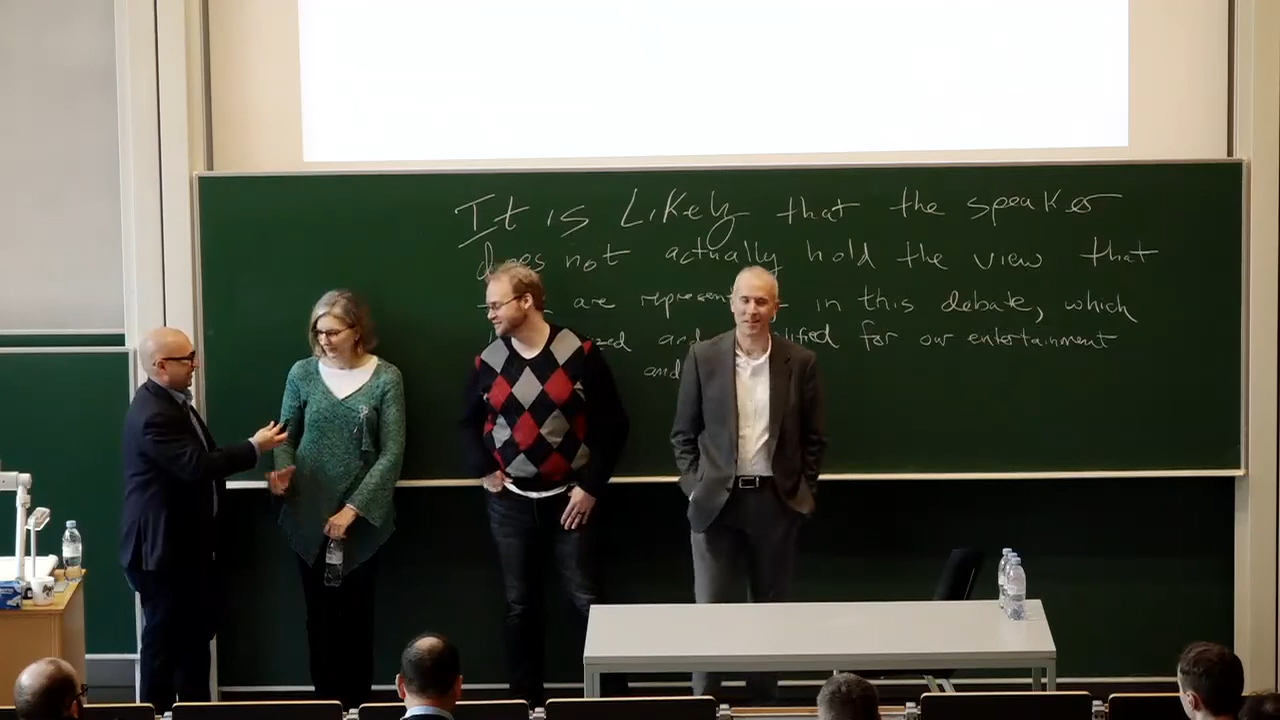 It is Likely that the speaker
does not actually hold the view that
are represent in this debate, which
and lified for our entertainment
and